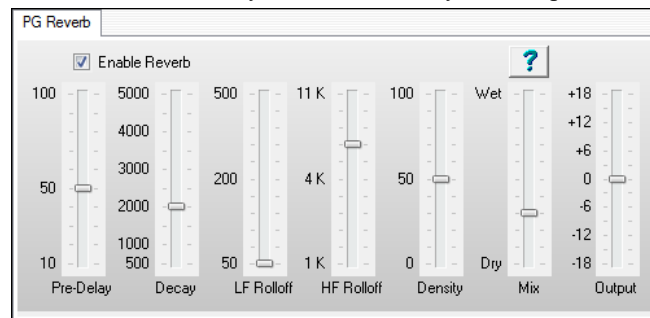 PG Reverb
Enable Reverb
?
100 5000 500 11 K 100 Wet +18
4000 +12
3000 +6
50 200 4 K 50 0
2000 -6
1000 -12
10 500 50 1 K 0 Dry -18
Pre-Delay Decay LF Rolloff HF Rolloff Density Mix Output